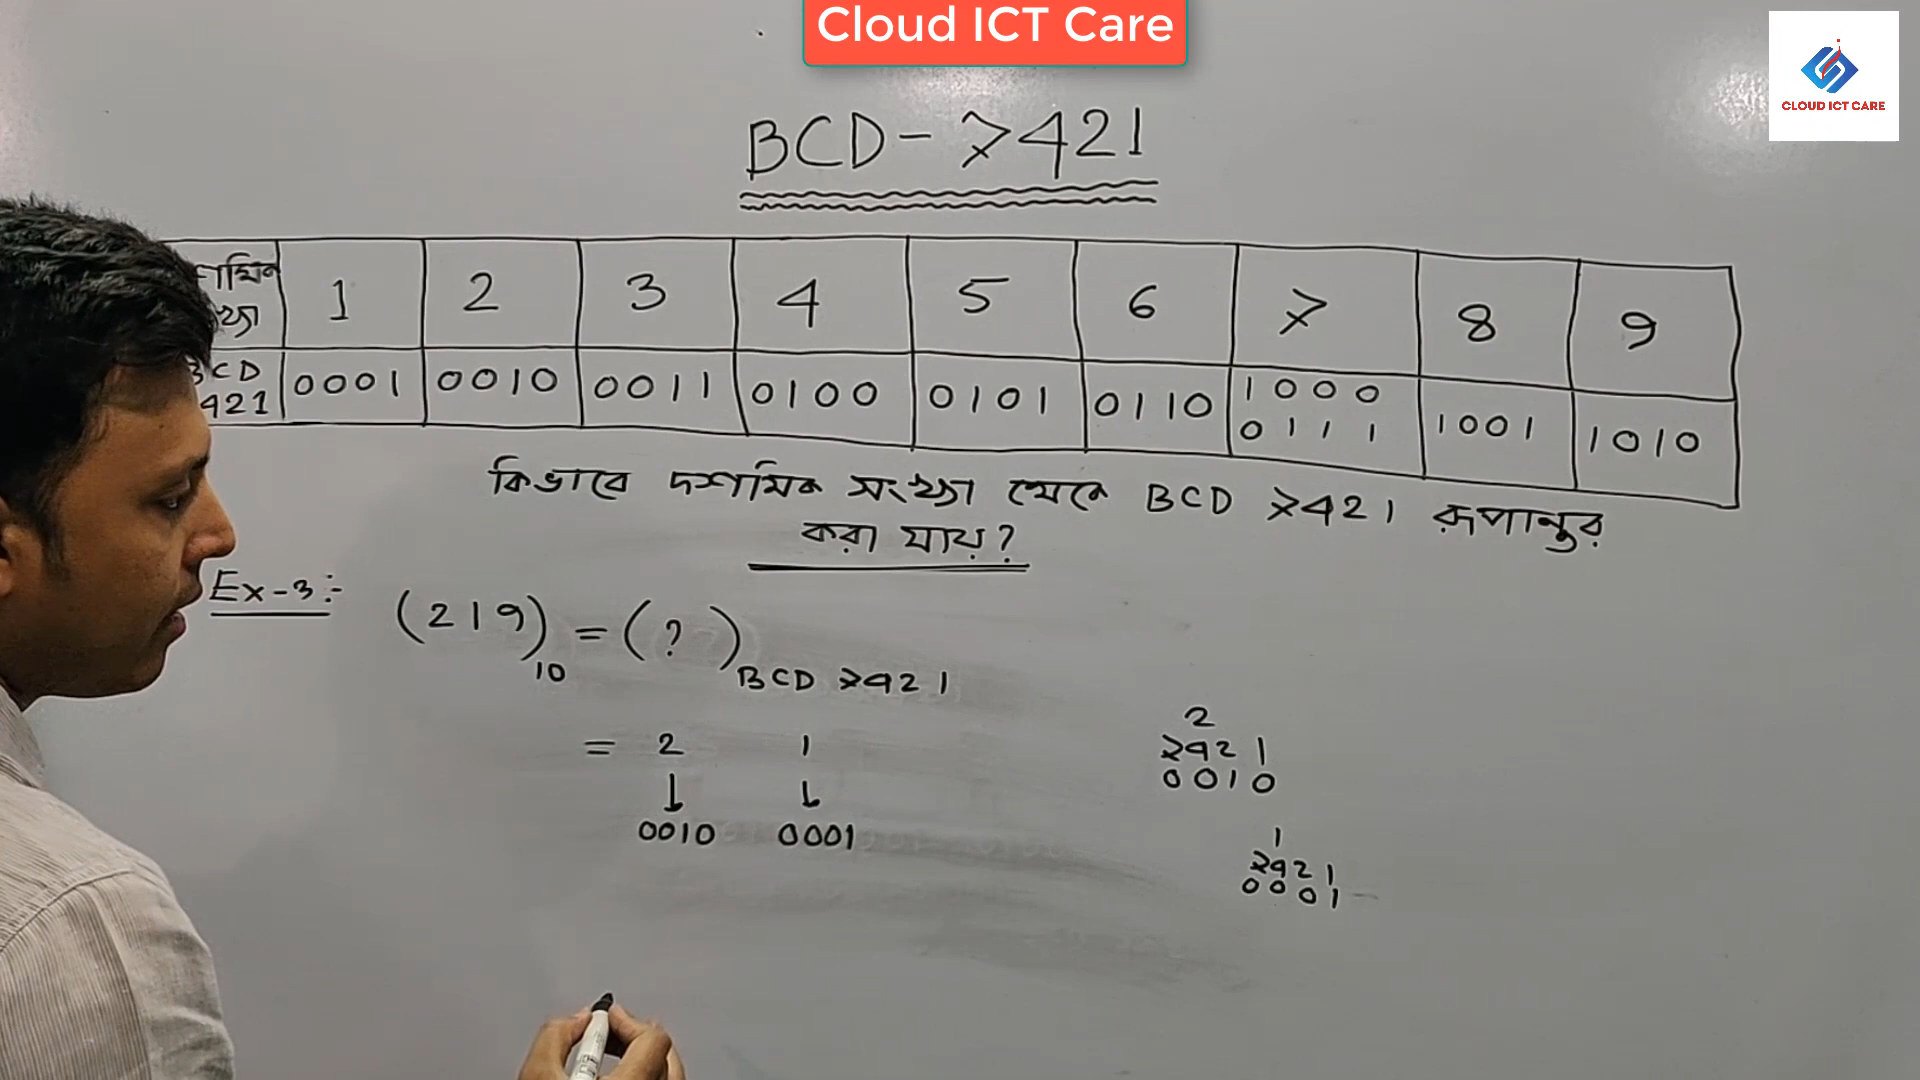 Cloud ICT Care
CLOUD ICT CARE
BCD-7421
1 2 3 4 5 6 7 8 9
BCD 421 0001 0010 0011 0100 0101 0110 1000 0111 1001 1010
কিভাবে দশমিক সংখ্যা থেকে BCD 7421 রূপান্তর
করা যায়?
Ex-3:- (219)10 = (?)BCD 7421
= 2 1
0010 0001
2
7421
0010
1
7421
0001